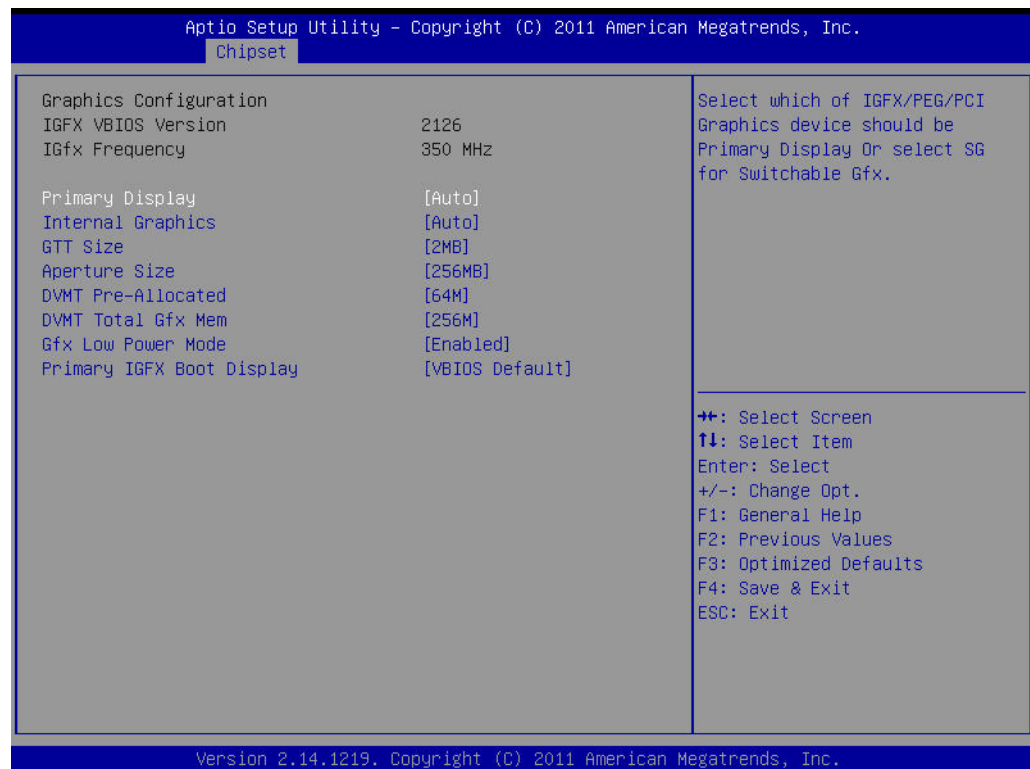 Aptio Setup Utility – Copyright (C) 2011 American Megatrends, Inc.
Chipset
Graphics Configuration
IGFX VBIOS Version 2126
IGfx Frequency 350 MHz
Primary Display [Auto]
Internal Graphics [Auto]
GTT Size [2MB]
Aperture Size [256MB]
DVMT Pre-Allocated [64M]
DVMT Total Gfx Mem [256M]
Gfx Low Power Mode [Enabled]
Primary IGFX Boot Display [VBIOS Default]
Select which of IGFX/PEG/PCI
Graphics device should be
Primary Display Or select SG
for Switchable Gfx.
→←: Select Screen
↑↓: Select Item
Enter: Select
+/-: Change Opt.
F1: General Help
F2: Previous Values
F3: Optimized Defaults
F4: Save & Exit
ESC: Exit
Version 2.14.1219. Copyright (C) 2011 American Megatrends, Inc.